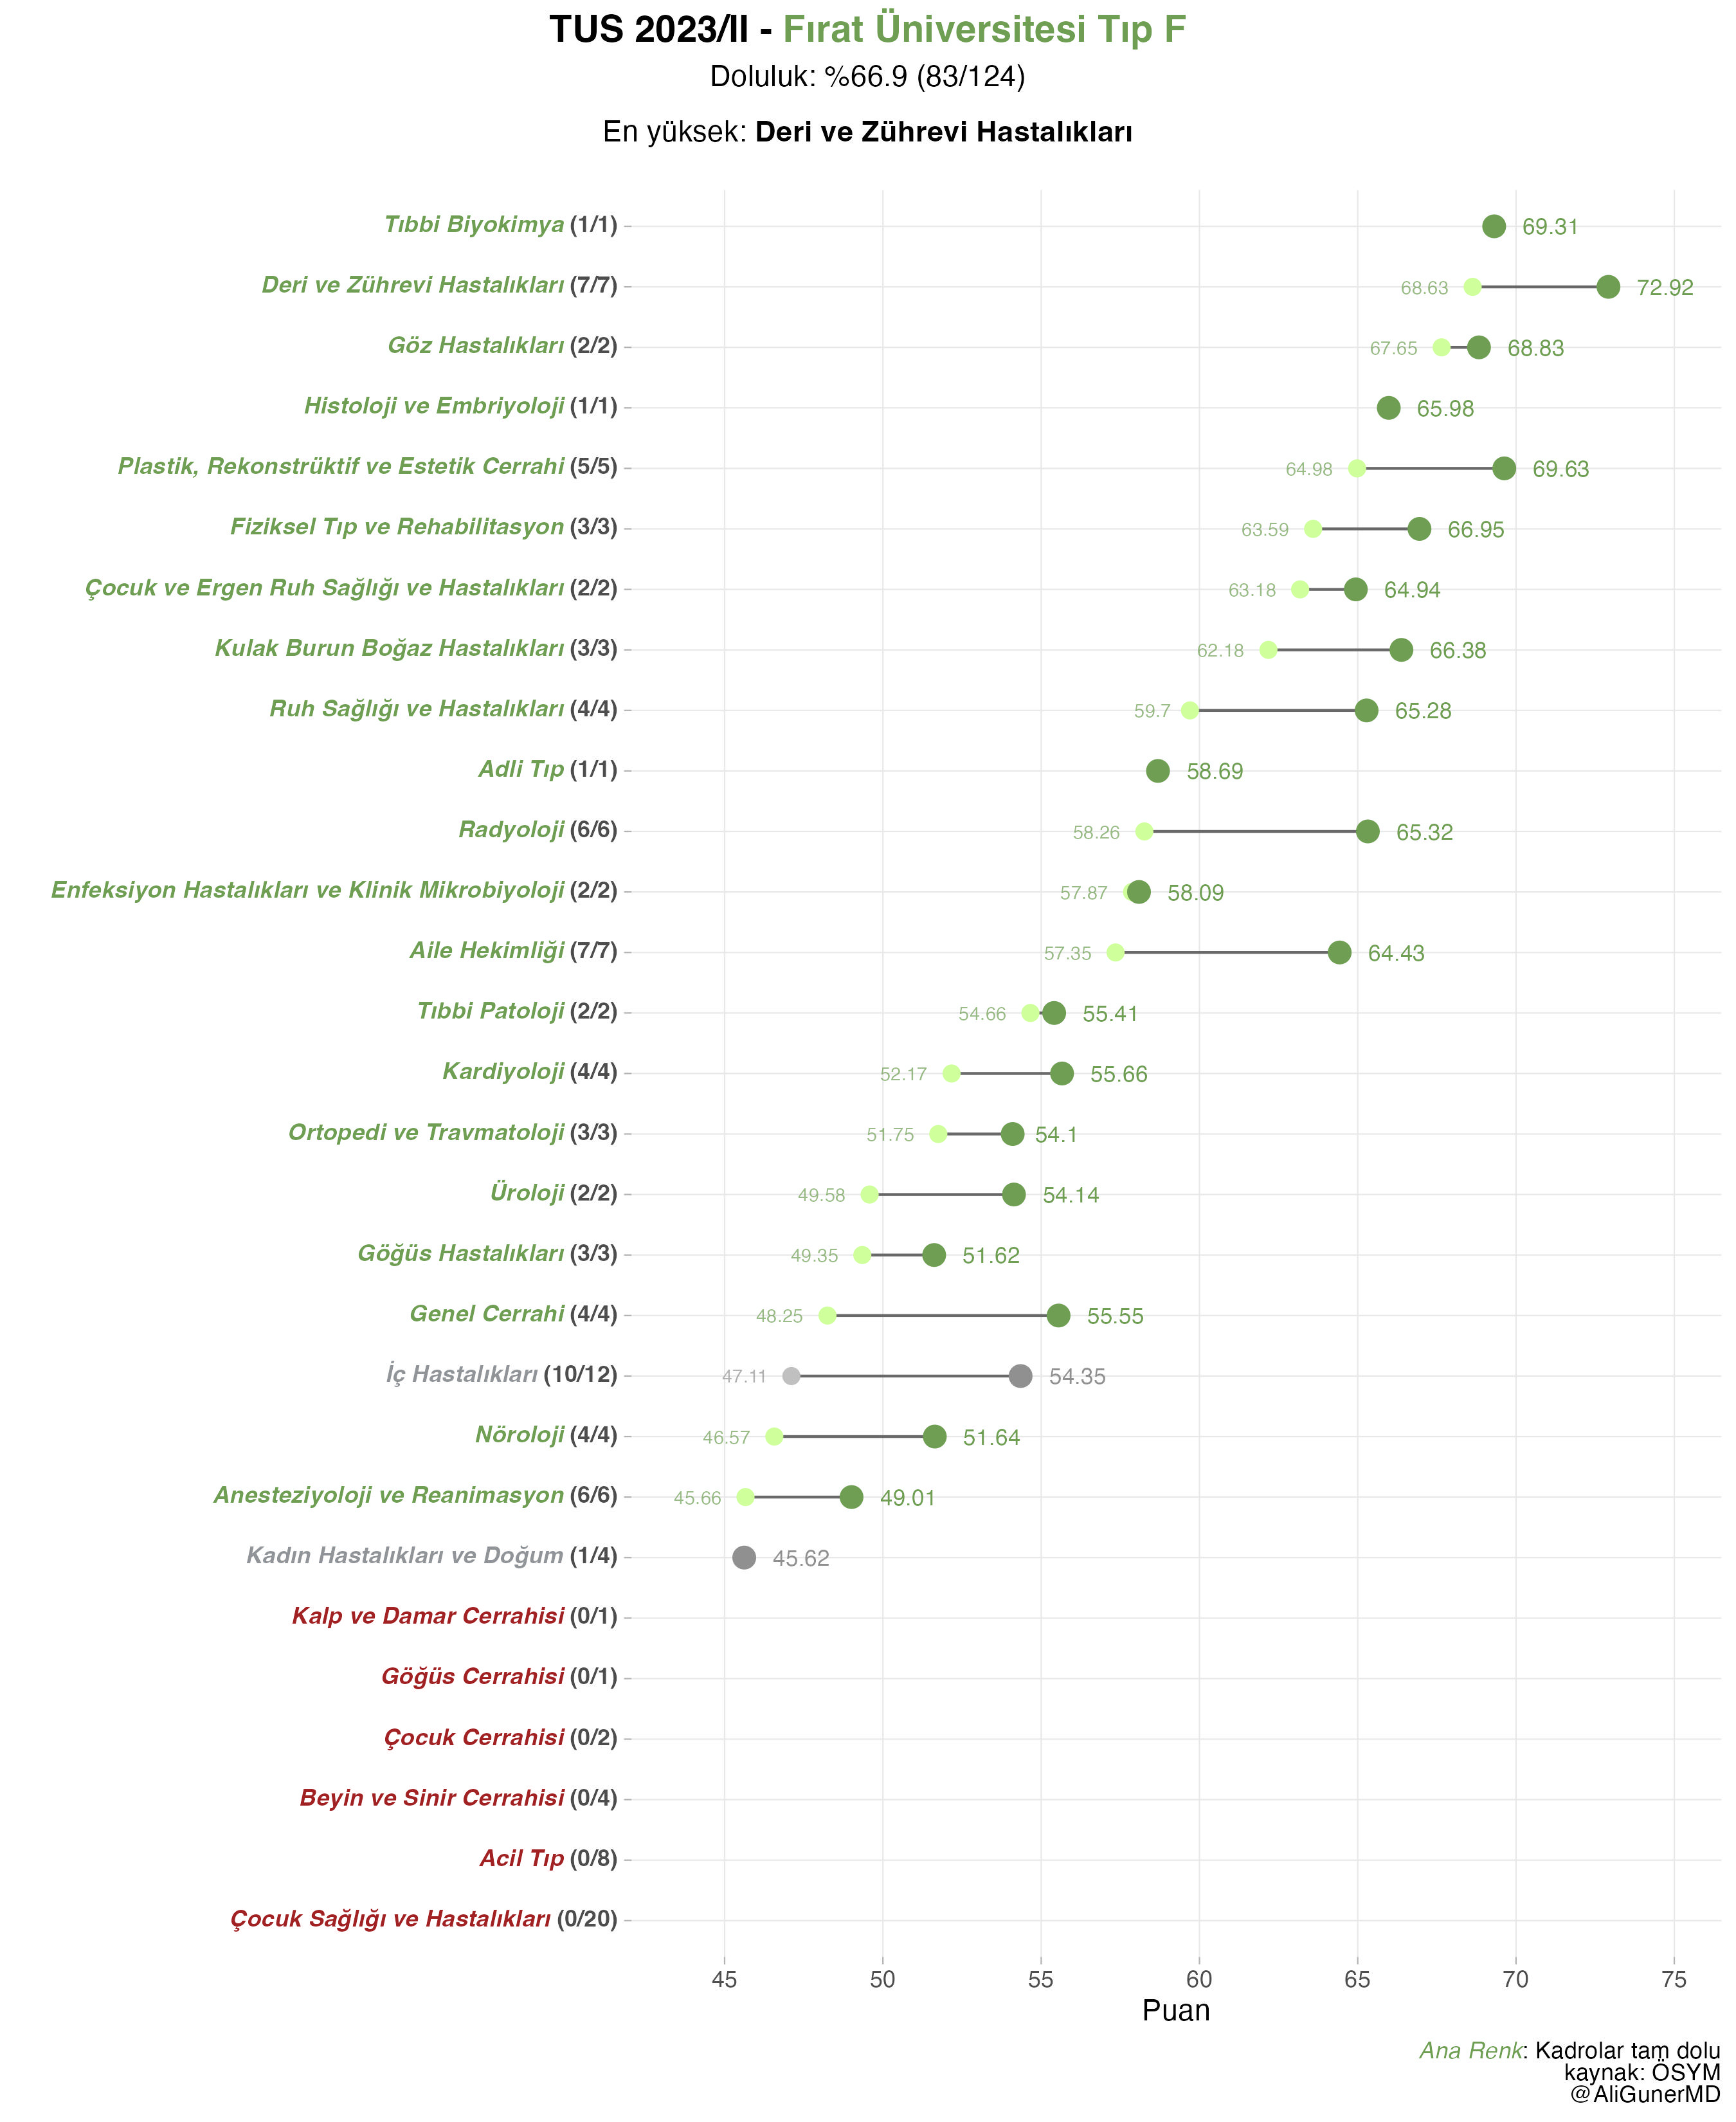 TUS 2023/II - Fırat Üniversitesi Tıp F
Doluluk: %66.9 (83/124)
En yüksek: Deri ve Zührevi Hastalıkları
Tıbbi Biyokimya (1/1) 69.31
Deri ve Zührevi Hastalıkları (7/7) 68.63 72.92
Göz Hastalıkları (2/2) 67.65 68.83
Histoloji ve Embriyoloji (1/1) 65.98
Plastik, Rekonstrüktif ve Estetik Cerrahi (5/5) 64.98 69.63
Fiziksel Tıp ve Rehabilitasyon (3/3) 63.59 66.95
Çocuk ve Ergen Ruh Sağlığı ve Hastalıkları (2/2) 63.18 64.94
Kulak Burun Boğaz Hastalıkları (3/3) 62.18 66.38
Ruh Sağlığı ve Hastalıkları (4/4) 59.7 65.28
Adli Tıp (1/1) 58.69
Radyoloji (6/6) 58.26 65.32
Enfeksiyon Hastalıkları ve Klinik Mikrobiyoloji (2/2) 57.87 58.09
Aile Hekimliği (7/7) 57.35 64.43
Tıbbi Patoloji (2/2) 54.66 55.41
Kardiyoloji (4/4) 52.17 55.66
Ortopedi ve Travmatoloji (3/3) 51.75 54.1
Üroloji (2/2) 49.58 54.14
Göğüs Hastalıkları (3/3) 49.35 51.62
Genel Cerrahi (4/4) 48.25 55.55
İç Hastalıkları (10/12) 47.11 54.35
Nöroloji (4/4) 46.57 51.64
Anesteziyoloji ve Reanimasyon (6/6) 45.66 49.01
Kadın Hastalıkları ve Doğum (1/4) 45.62
Kalp ve Damar Cerrahisi (0/1)
Göğüs Cerrahisi (0/1)
Çocuk Cerrahisi (0/2)
Beyin ve Sinir Cerrahisi (0/4)
Acil Tıp (0/8)
Çocuk Sağlığı ve Hastalıkları (0/20)
45 50 55 60 65 70 75
Puan
Ana Renk: Kadrolar tam dolu
kaynak: ÖSYM
@AliGunerMD